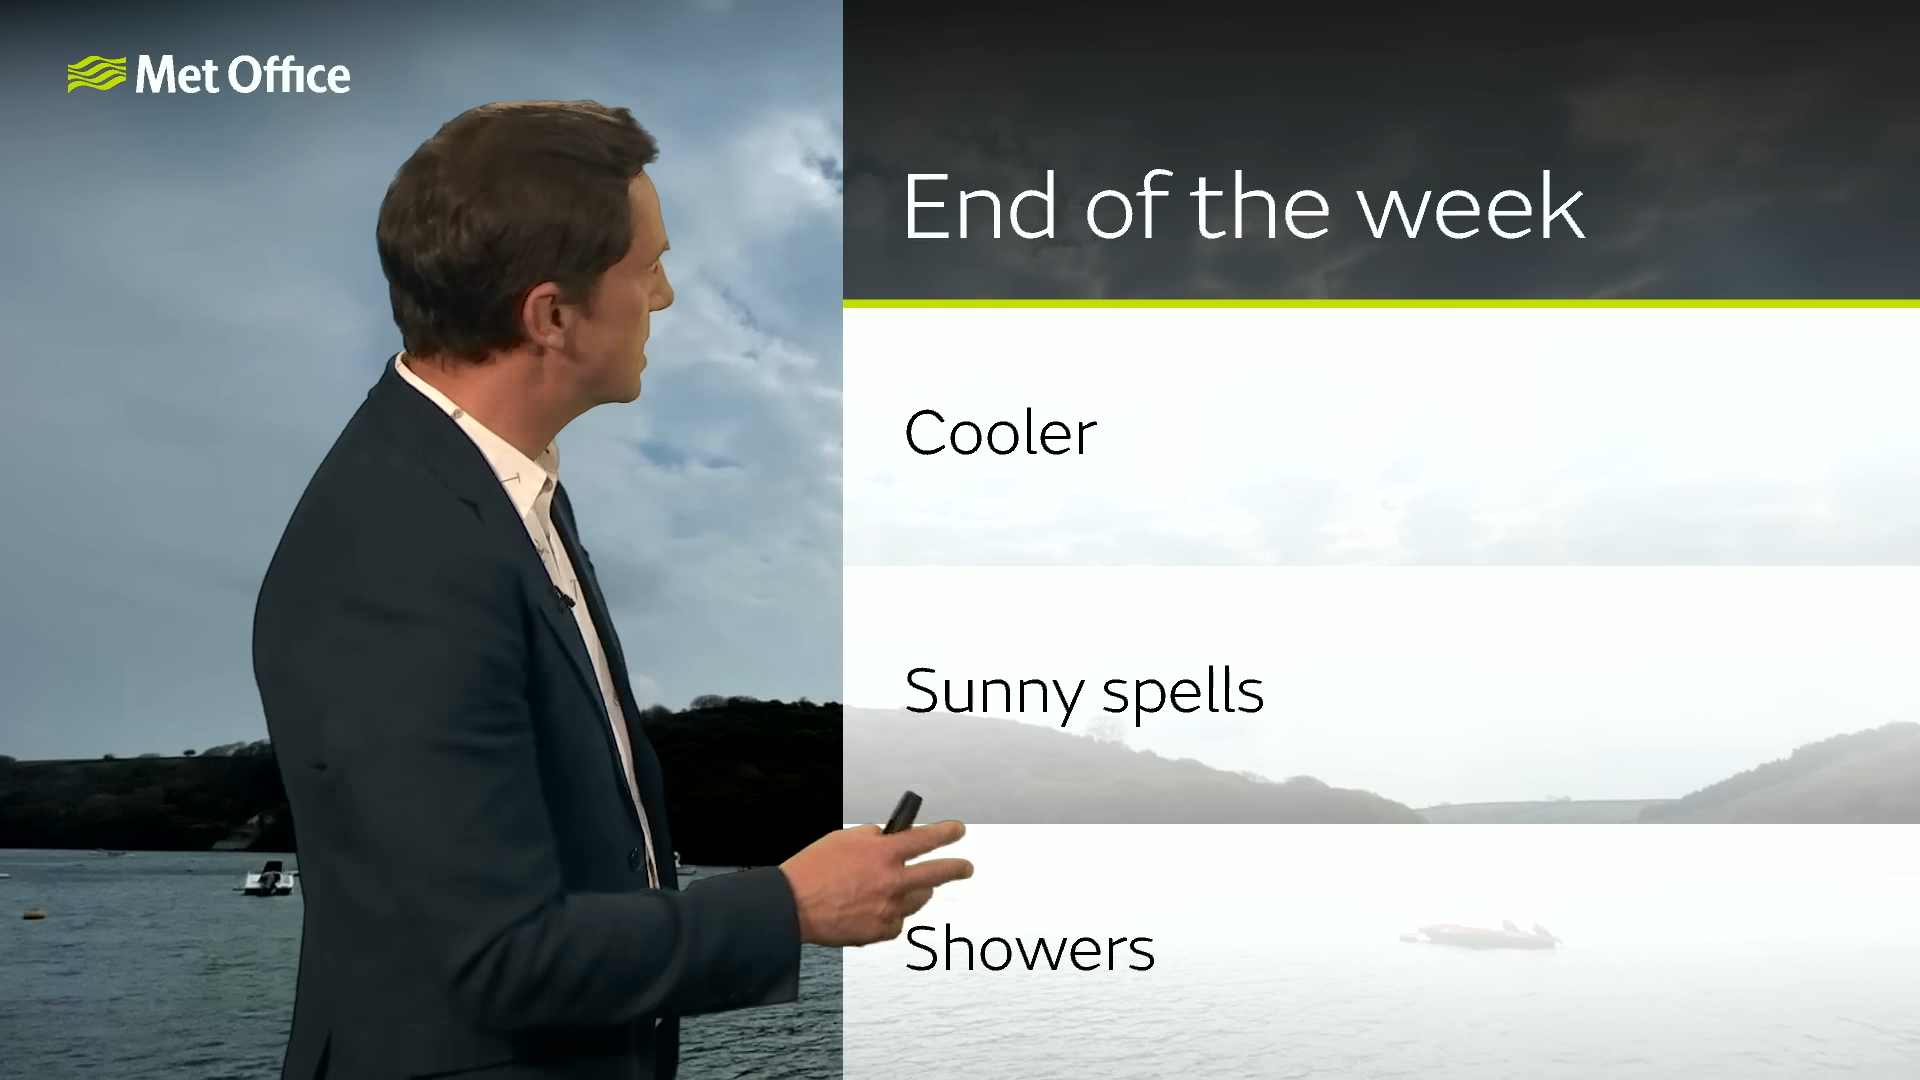 Met Office
End of the week
Cooler
Sunny spells
Showers